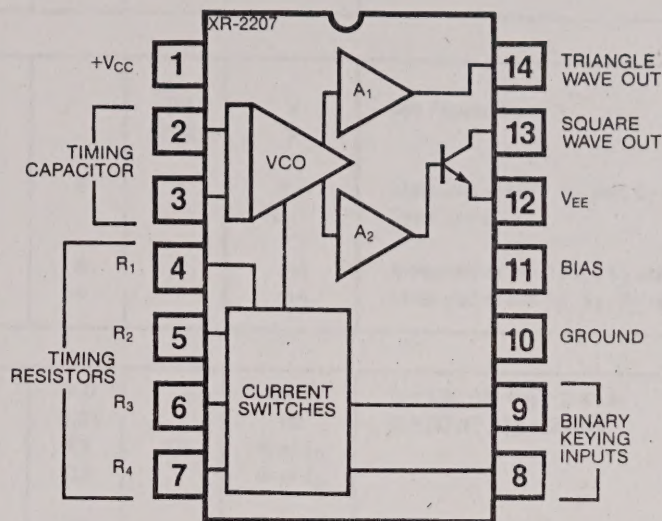 XR-2207
+VCC
1
14
TRIANGLE
WAVE OUT
A1
TIMING
CAPACITOR
2
3
VCO
13
SQUARE
WAVE OUT
12
VEE
A2
R1
4
11
BIAS
TIMING
RESISTORS
R2
5
10
GROUND
R3
6
CURRENT
SWITCHES
9
BINARY
KEYING
INPUTS
R4
7
8